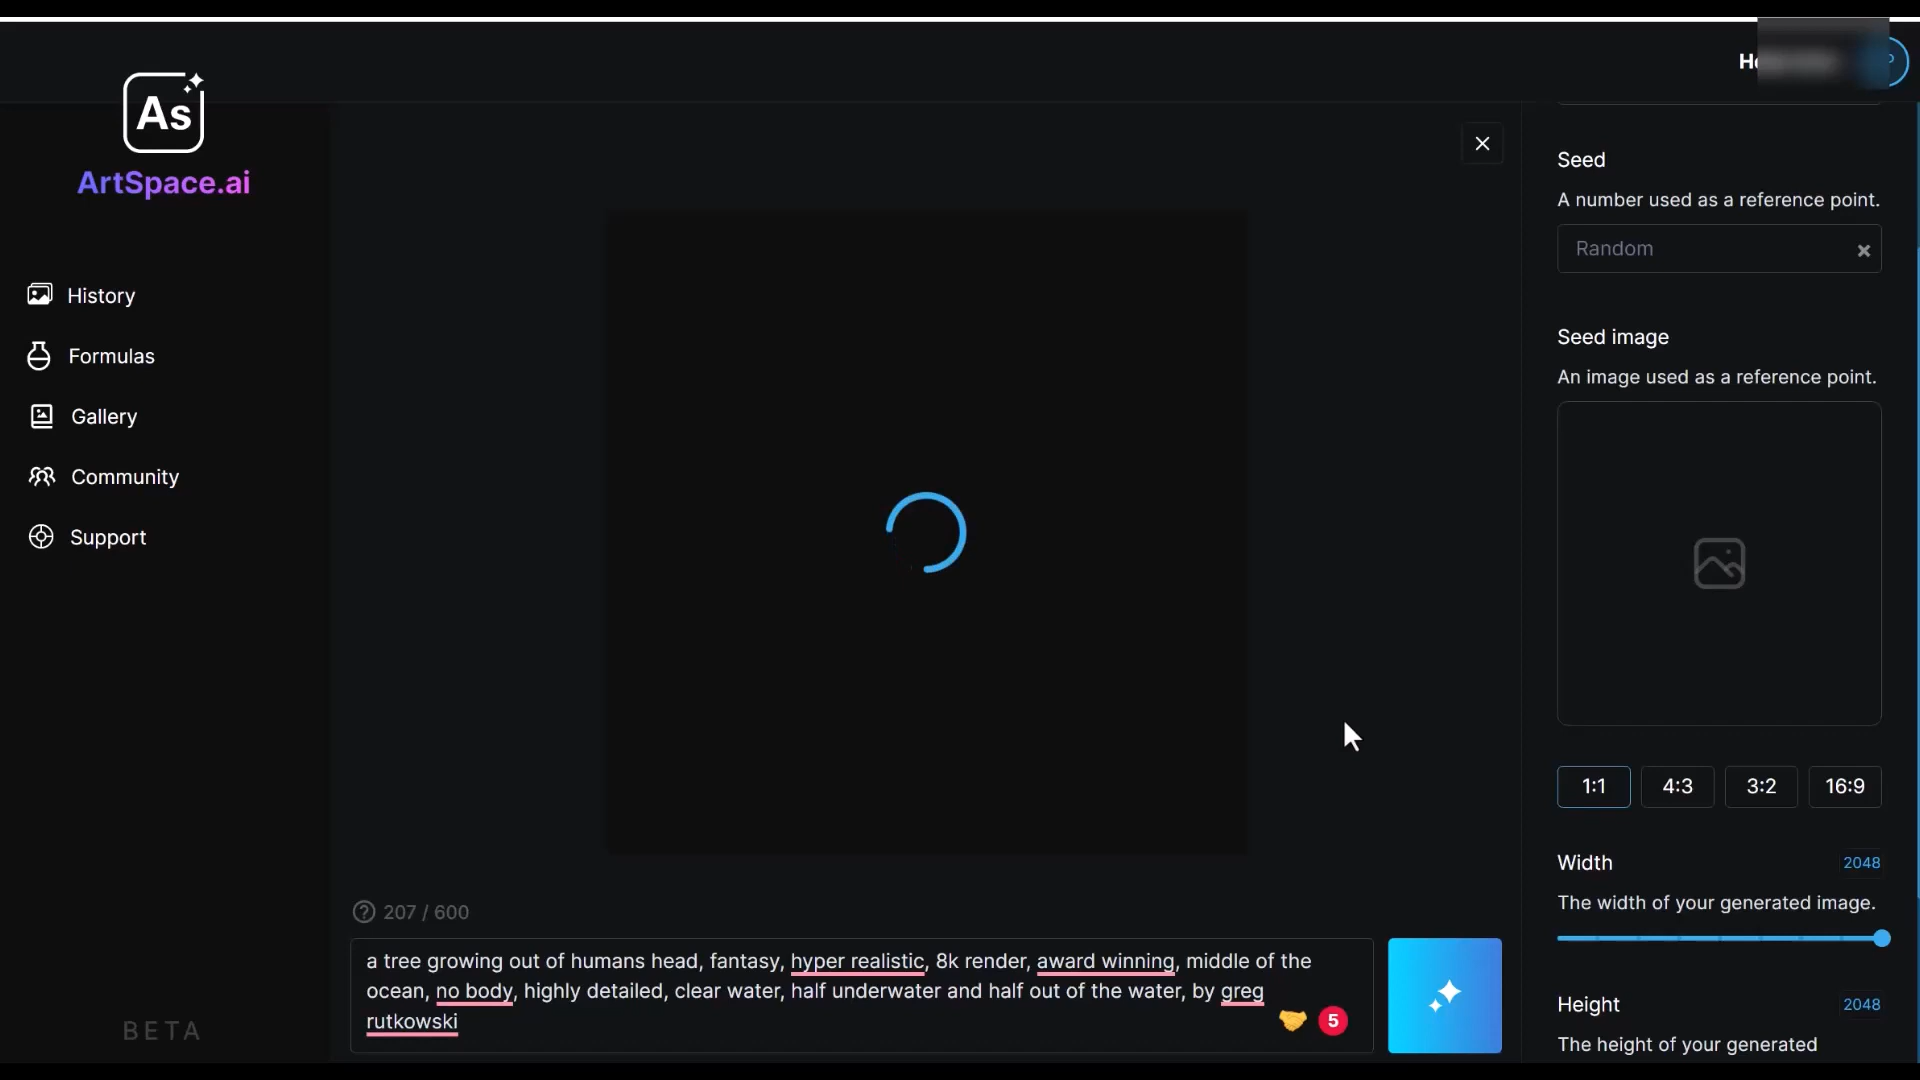 As
ArtSpace.ai
History
Formulas
Gallery
Community
Support
BETA
207 / 600
a tree growing out of humans head, fantasy, hyper realistic, 8k render, award winning, middle of the
ocean, no body, highly detailed, clear water, half underwater and half out of the water, by greg
rutkowski
5
Seed
A number used as a reference point.
Random
Seed image
An image used as a reference point.
1:1 4:3 3:2 16:9
Width 2048
The width of your generated image.
Height 2048
The height of your generated